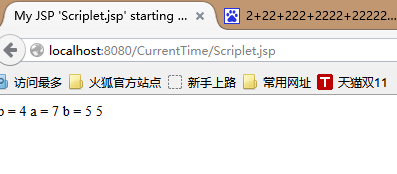 My JSP 'Scriplet.jsp' starting ... × 2+22+222+2222+22222...
localhost:8080/CurrentTime/Scriplet.jsp
访问最多 火狐官方站点 新手上路 常用网址 T 天猫双11
b = 4 a = 7 b = 5 5